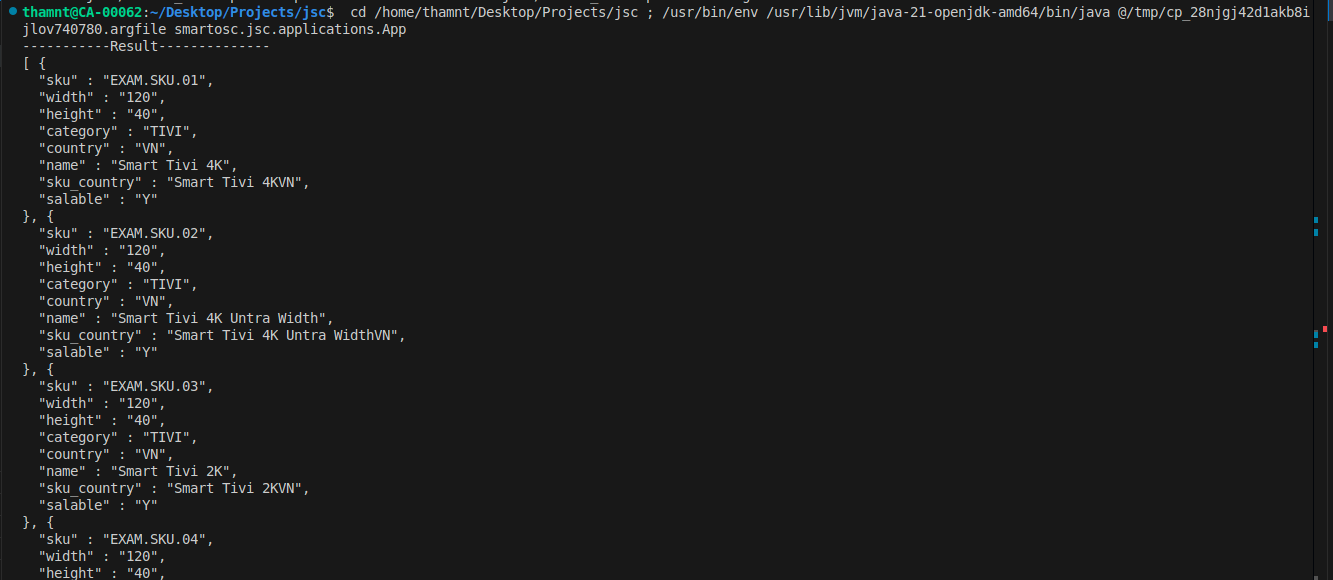 thamnt@CA-00062:~/Desktop/Projects/jsc$  cd /home/thamnt/Desktop/Projects/jsc ; /usr/bin/env /usr/lib/jvm/java-21-openjdk-amd64/bin/java @/tmp/cp_28njgj42d1akb8i
jlov740780.argfile smartosc.jsc.applications.App
-----------Result--------------
[ {
  "sku" : "EXAM.SKU.01",
  "width" : "120",
  "height" : "40",
  "category" : "TIVI",
  "country" : "VN",
  "name" : "Smart Tivi 4K",
  "sku_country" : "Smart Tivi 4KVN",
  "salable" : "Y"
}, {
  "sku" : "EXAM.SKU.02",
  "width" : "120",
  "height" : "40",
  "category" : "TIVI",
  "country" : "VN",
  "name" : "Smart Tivi 4K Untra Width",
  "sku_country" : "Smart Tivi 4K Untra WidthVN",
  "salable" : "Y"
}, {
  "sku" : "EXAM.SKU.03",
  "width" : "120",
  "height" : "40",
  "category" : "TIVI",
  "country" : "VN",
  "name" : "Smart Tivi 2K",
  "sku_country" : "Smart Tivi 2KVN",
  "salable" : "Y"
}, {
  "sku" : "EXAM.SKU.04",
  "width" : "120",
  "height" : "40",